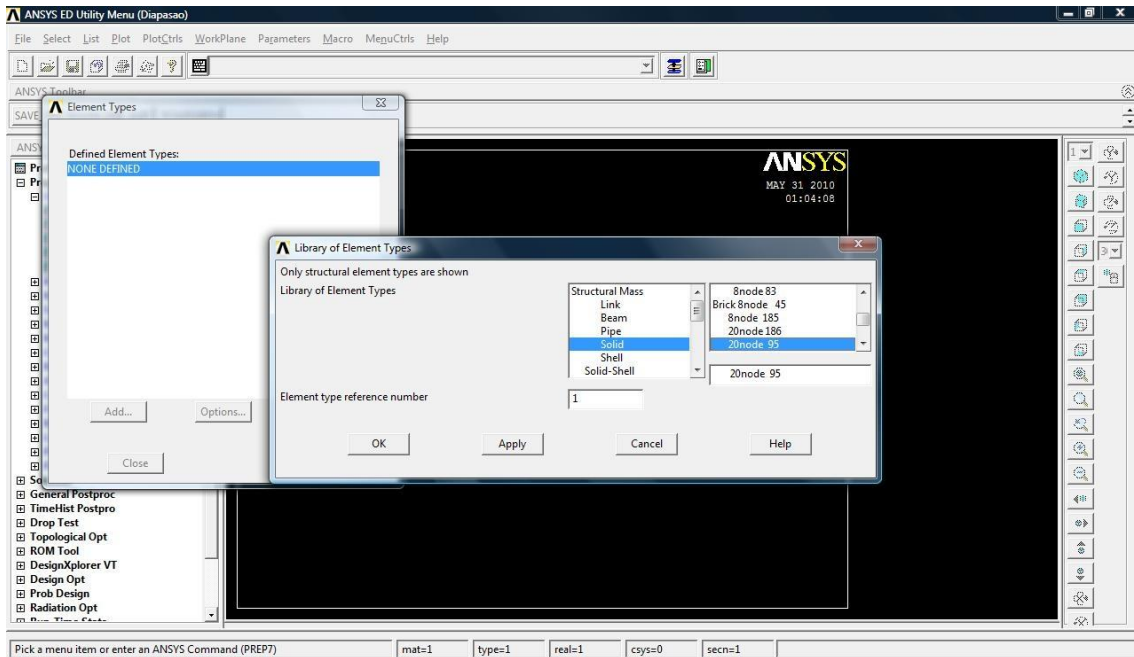 ANSYS ED Utility Menu (Diapasao)
File Select List Plot PlotCtrls WorkPlane Parameters Macro MenuCtrls Help
ANSYS Toolbar
SAVE
Element Types
Defined Element Types:
NONE DEFINED
Add... Options...
Close
ANSYS
MAY 31 2010
01:04:08
Library of Element Types
Only structural element types are shown
Library of Element Types
Structural Mass
Link
Beam
Pipe
Solid
Shell
Solid-Shell
8node 83
Brick 8node 45
8node 185
20node 186
20node 95
20node 95
Element type reference number
1
OK Apply Cancel Help
General Postproc
TimeHist Postpro
Drop Test
Topological Opt
ROM Tool
DesignXplorer VT
Design Opt
Prob Design
Radiation Opt
1
Pick a menu item or enter an ANSYS Command (PREP7) mat=1 type=1 real=1 csys=0 secn=1